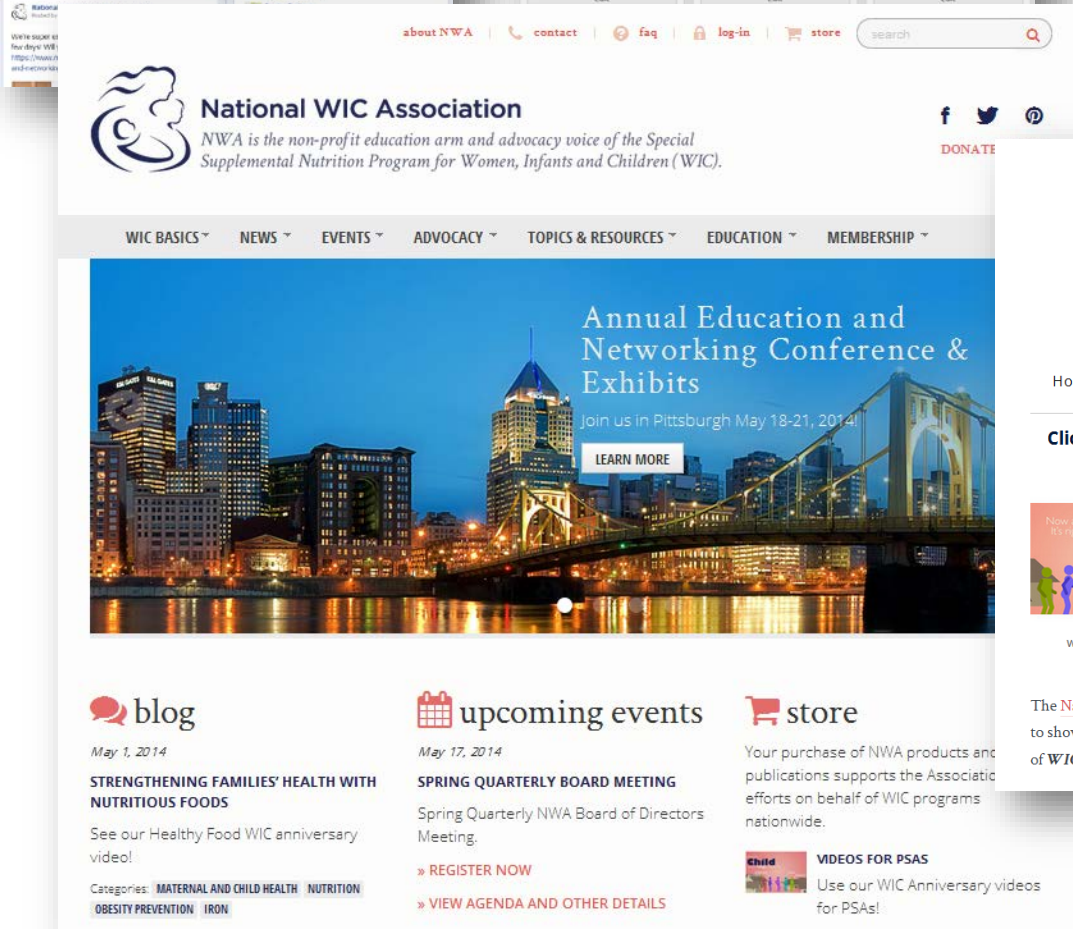 about NWA
contact
faq
log-in
store
search
National WIC Association
NWA is the non-profit education arm and advocacy voice of the Special
Supplemental Nutrition Program for Women, Infants and Children (WIC).
DONATE
WIC BASICS
NEWS
EVENTS
ADVOCACY
TOPICS & RESOURCES
EDUCATION
MEMBERSHIP
Annual Education and
Networking Conference &
Exhibits
Join us in Pittsburgh May 18-21, 2014!
LEARN MORE
blog
May 1, 2014
STRENGTHENING FAMILIES' HEALTH WITH
NUTRITIOUS FOODS
See our Healthy Food WIC anniversary
video!
Categories: MATERNAL AND CHILD HEALTH NUTRITION
OBESITY PREVENTION IRON
upcoming events
May 17, 2014
SPRING QUARTERLY BOARD MEETING
Spring Quarterly NWA Board of Directors
Meeting.
» REGISTER NOW
» VIEW AGENDA AND OTHER DETAILS
store
Your purchase of NWA products and
publications supports the
efforts on behalf of WIC programs
nationwide.
Child
VIDEOS FOR PSAS
Use our WIC Anniversary videos
for PSAs!
The
to
of WIC